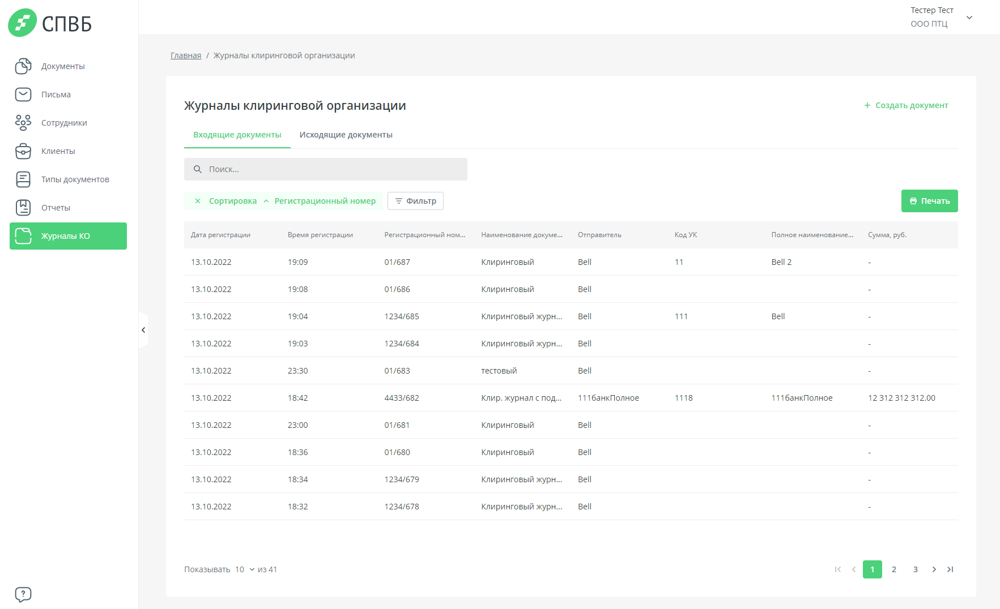 СПВБ
Тестер Тест
ООО ПТЦ
Документы
Письма
Сотрудники
Клиенты
Типы документов
Отчеты
Журналы КО
Главная / Журналы клиринговой организации
Журналы клиринговой организации
+ Создать документ
Входящие документы Исходящие документы
Поиск...
Сортировка Регистрационный номер Фильтр
Печать
Дата регистрации Время регистрации Регистрационный ном... Наименование докуме... Отправитель Код УК Полное наименование... Сумма, руб.
13.10.2022 19:09 01/687 Клиринговый Bell 11 Bell 2 -
13.10.2022 19:08 01/686 Клиринговый Bell -
13.10.2022 19:04 1234/685 Клиринговый журн... Bell 111 Bell -
13.10.2022 19:03 1234/684 Клиринговый журн... Bell -
13.10.2022 23:30 01/683 тестовый Bell -
13.10.2022 18:42 4433/682 Клир. журнал с под... 111банкПолное 1118 111банкПолное 12 312 312 312.00
13.10.2022 23:00 01/681 Клиринговый Bell -
13.10.2022 18:36 01/680 Клиринговый Bell -
13.10.2022 18:34 1234/679 Клиринговый журн... Bell -
13.10.2022 18:32 1234/678 Клиринговый журн... Bell -
Показывать 10 из 41
1 2 3
?